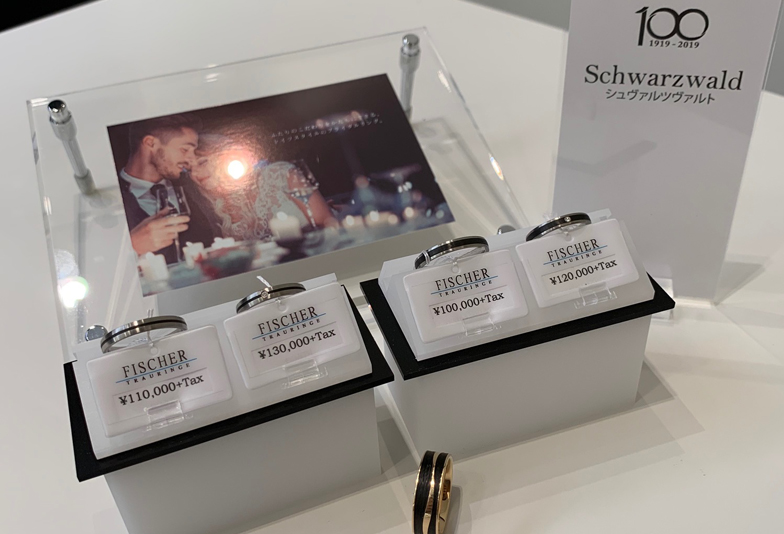 100
1919-2019
Schwarzwald
シュヴァルツヴァルト
FISCHER
TRAURINGE
¥110,000+Tax
FISCHER
TRAURINGE
¥130,000+Tax
FISCHER
TRAURINGE
¥100,000+Tax
FISCHER
TRAURINGE
¥120,000+Tax